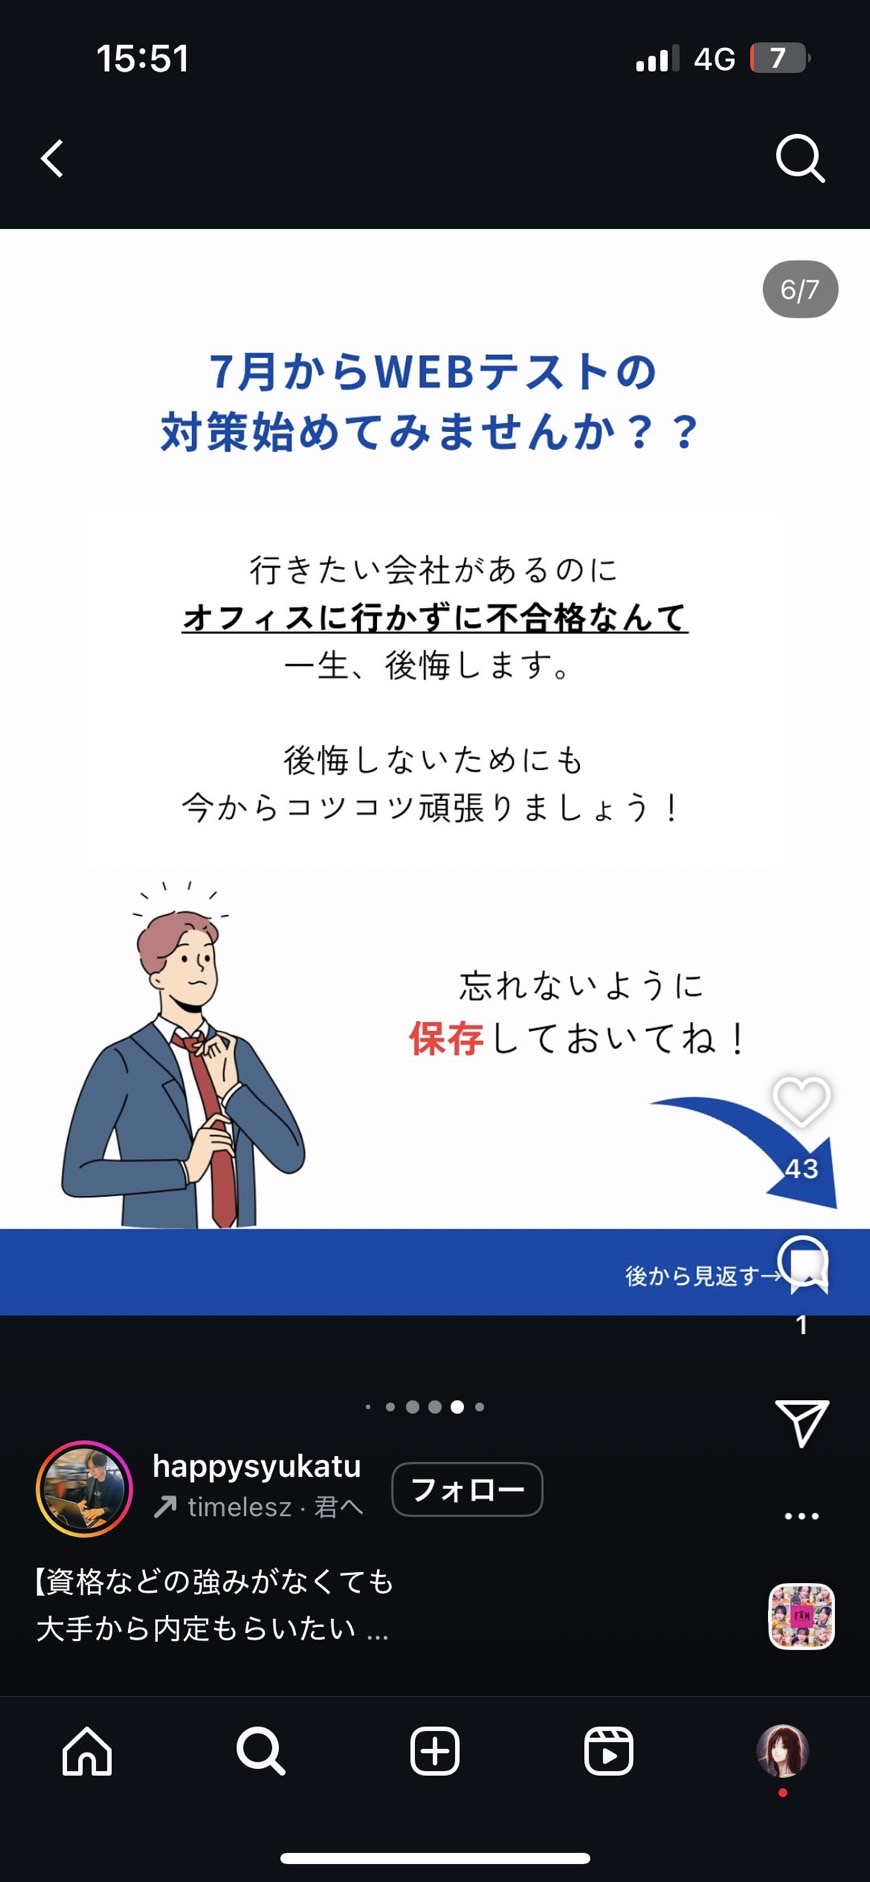 15:51
4G
7
6/7
7月からWEBテストの
対策始めてみませんか？？
行きたい会社があるのに
オフィスに行かずに不合格なんて
一生、後悔します。
後悔しないためにも
今からコツコツ頑張りましょう！
忘れないように
保存しておいてね！
43
後から見返す→
1
happysyukatu
timelesz · 君へ
フォロー
【資格などの強みがなくても
大手から内定もらいたい ...
FAM